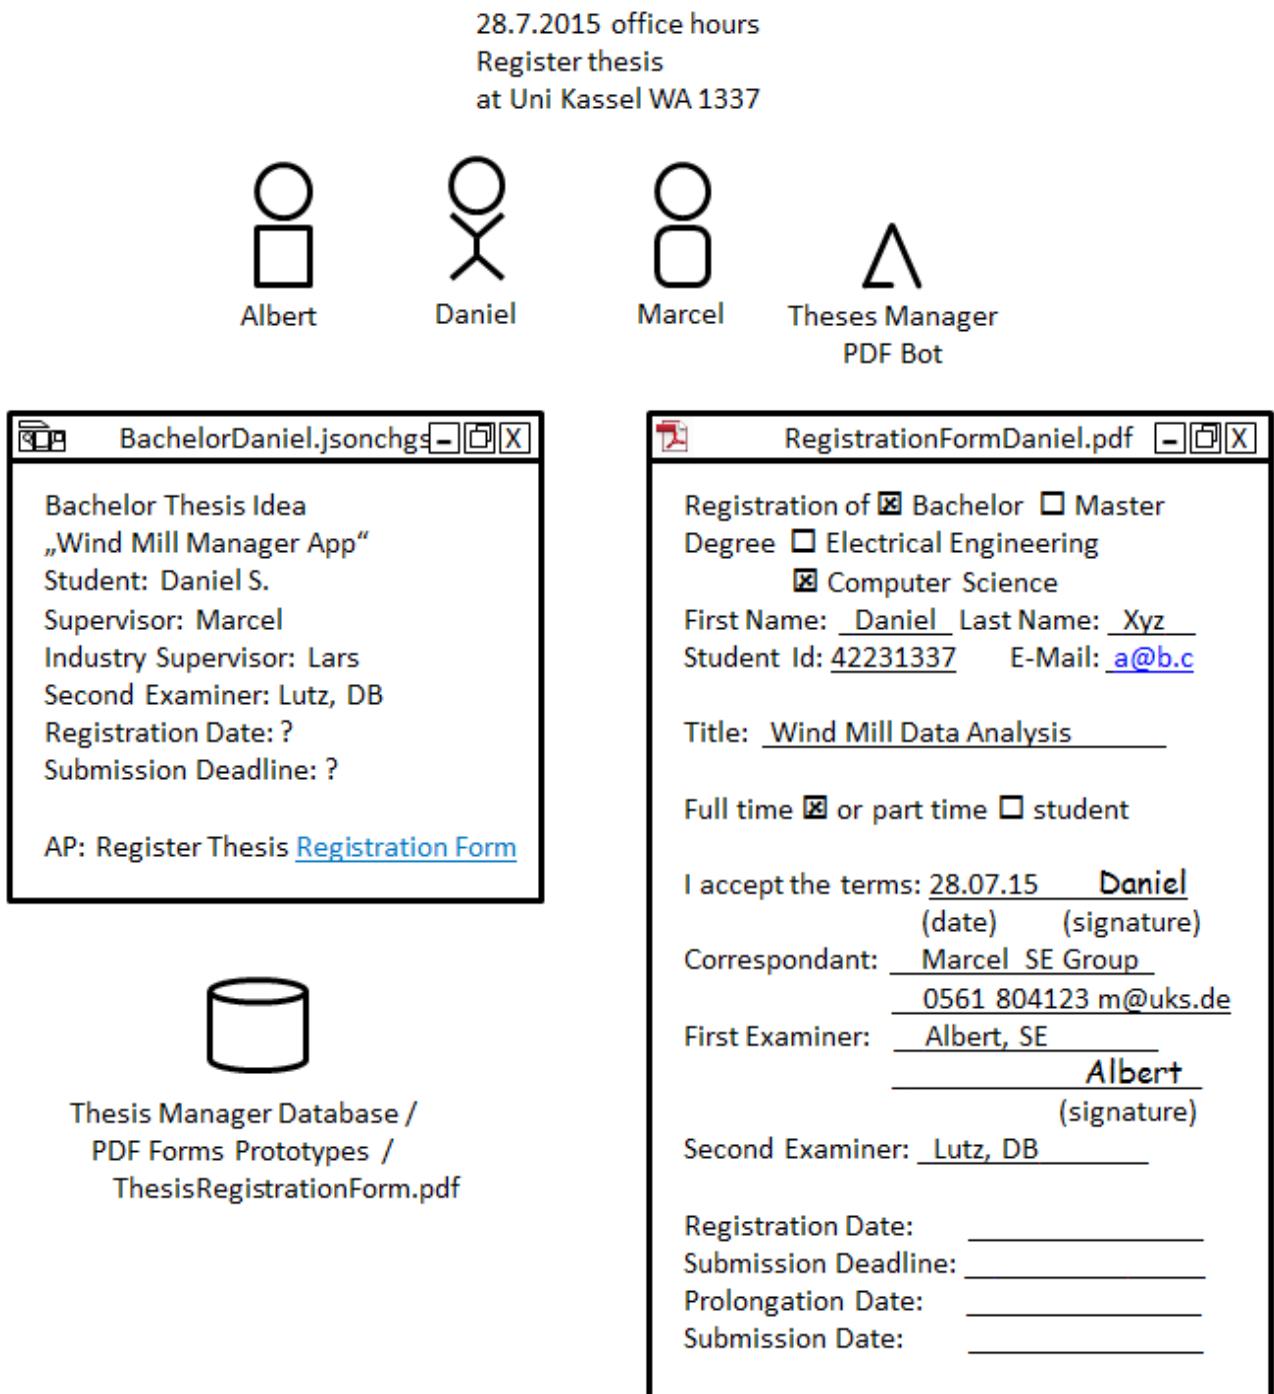 28.7.2015 office hours
Register thesis
at Uni Kassel WA 1337
Albert
Daniel
Marcel
Theses Manager
PDF Bot
BachelorDaniel.jsonchgs
Bachelor Thesis Idea
„Wind Mill Manager App“
Student: Daniel S.
Supervisor: Marcel
Industry Supervisor: Lars
Second Examiner: Lutz, DB
Registration Date: ?
Submission Deadline: ?
AP: Register Thesis Registration Form
Thesis Manager Database /
PDF Forms Prototypes /
ThesisRegistrationForm.pdf
RegistrationFormDaniel.pdf
Registration of ☒ Bachelor ☐ Master
Degree ☐ Electrical Engineering
☒ Computer Science
First Name: Daniel Last Name: Xyz
Student Id: 42231337 E-Mail: a@b.c
Title: Wind Mill Data Analysis
Full time ☒ or part time ☐ student
I accept the terms: 28.07.15 Daniel
(date) (signature)
Correspondant: Marcel SE Group
0561 804123 m@uks.de
First Examiner: Albert, SE
Albert
(signature)
Second Examiner: Lutz, DB
Registration Date:
Submission Deadline:
Prolongation Date:
Submission Date: